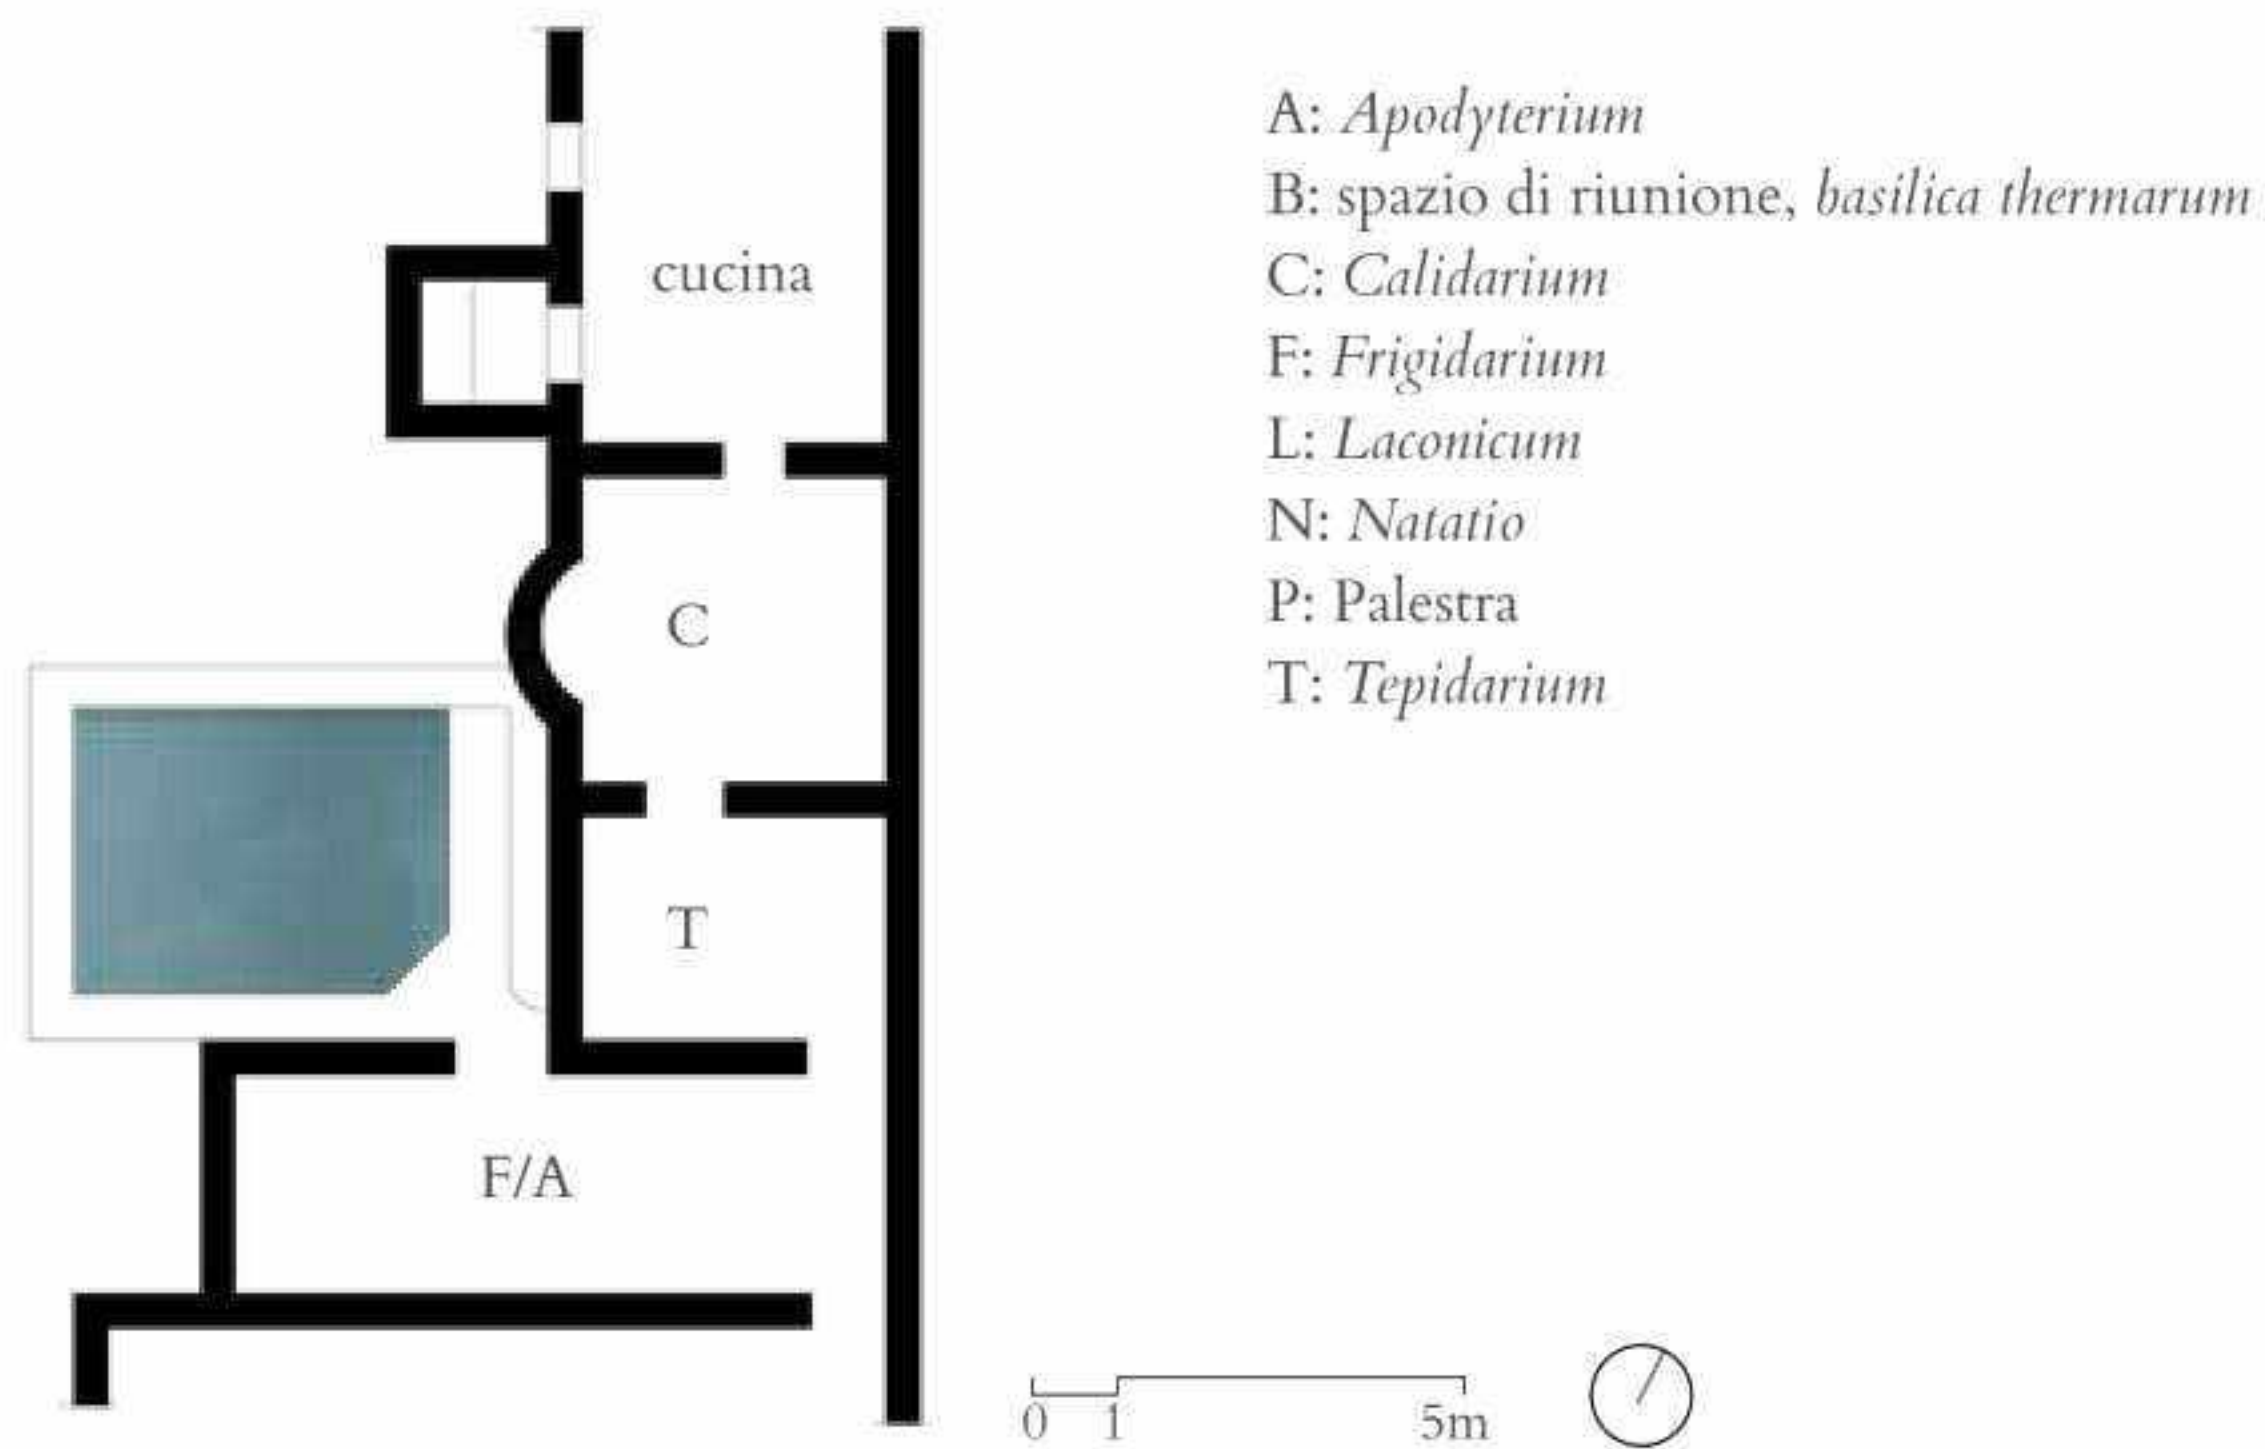 A: Apodyterium
B: spazio di riunione, basilica thermarum
C: Calidarium
F: Frigidarium
L: Laconicum
N: Natatio
P: Palestra
T: Tepidarium
cucina
C
T
F/A
0 1 5m